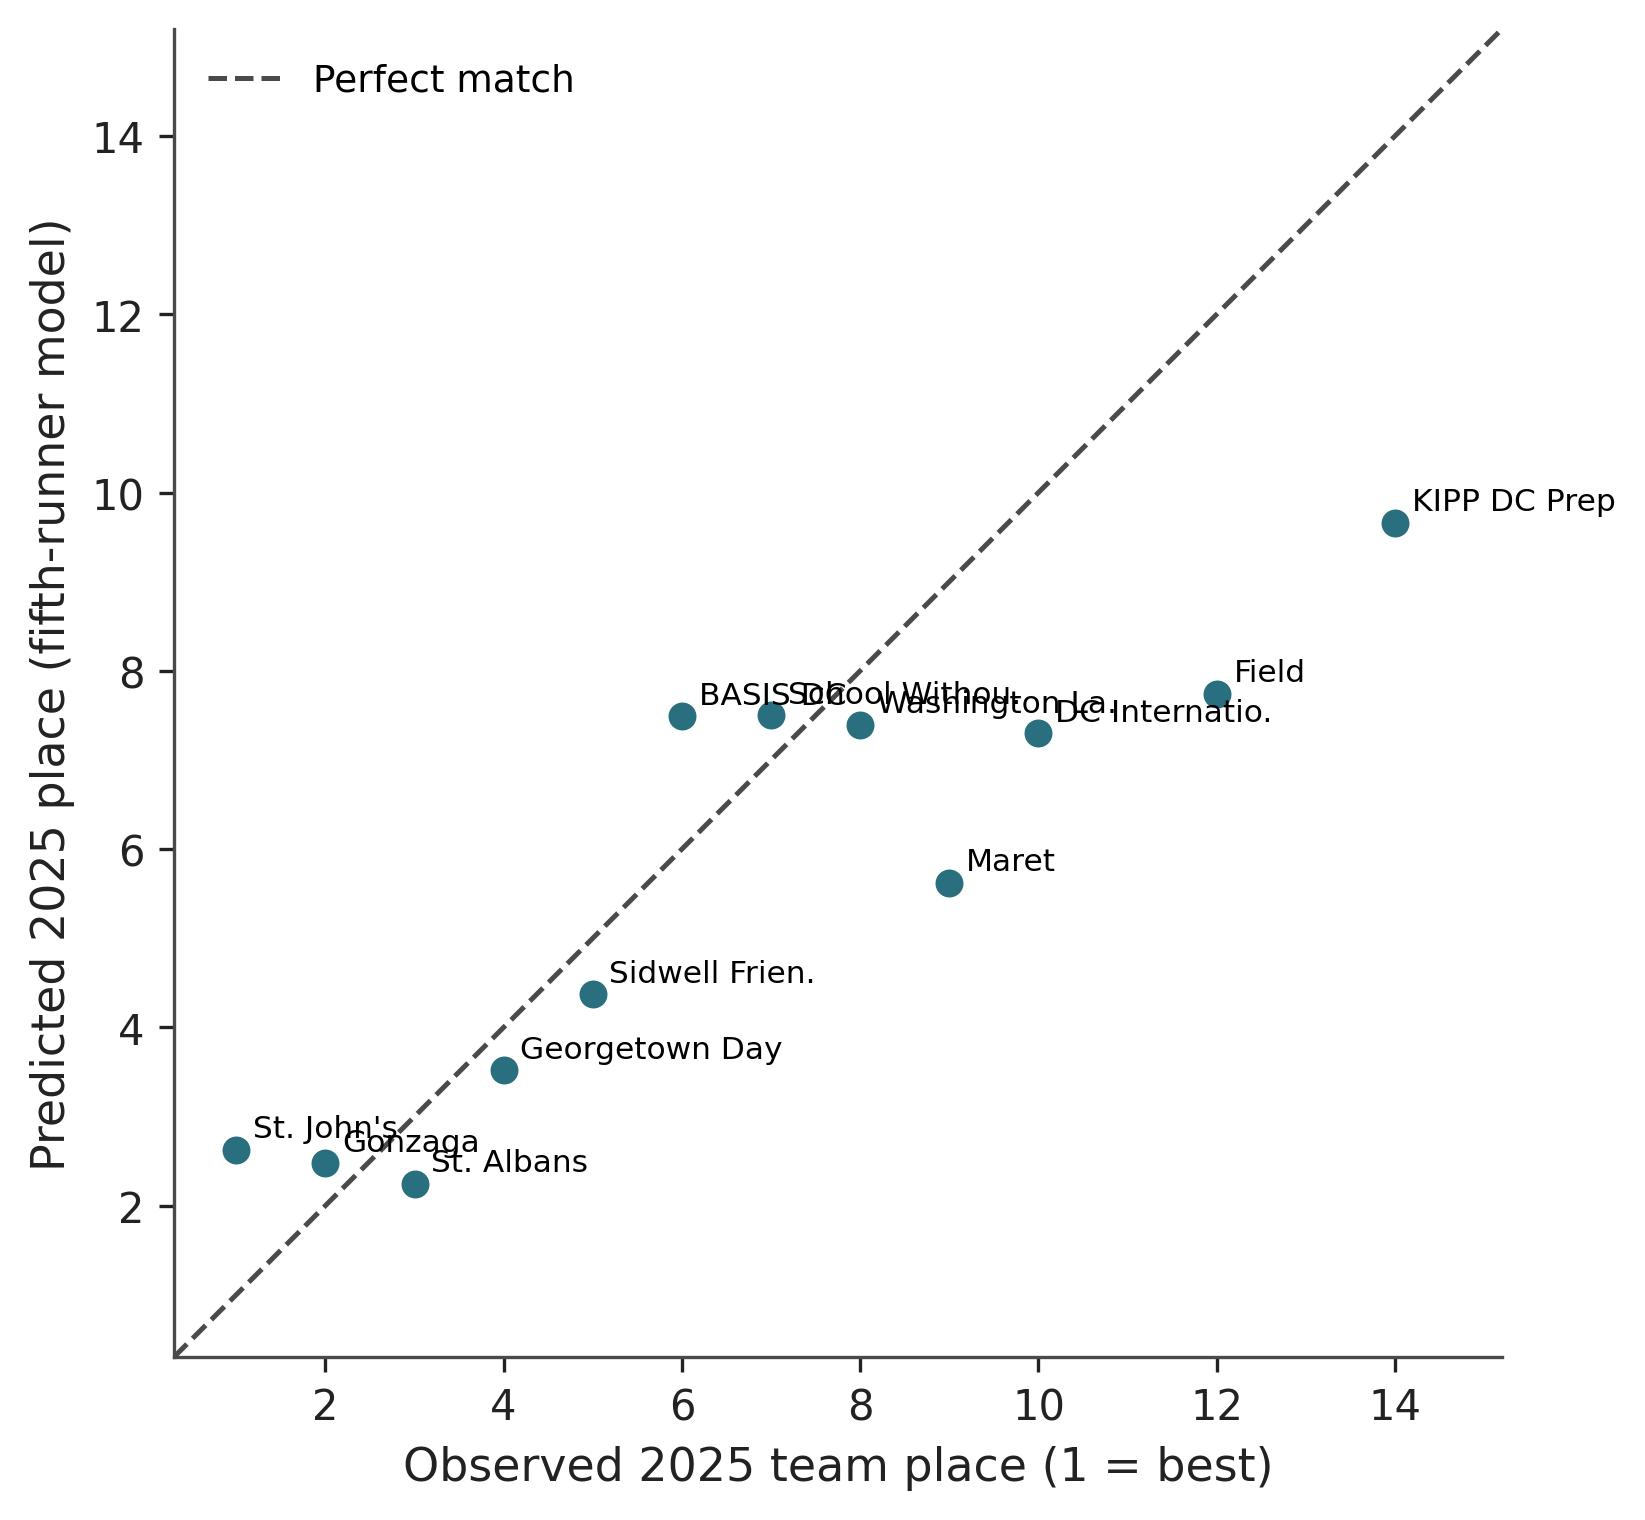 Perfect match
14
12
10
8
6
4
2
Predicted 2025 place (fifth-runner model)
KIPP DC Prep
Field
BASIS DC
School Withou.
Washington La.
DC Internatio.
Maret
Sidwell Frien.
Georgetown Day
St. John's
Gonzaga
St. Albans
2 4 6 8 10 12 14
Observed 2025 team place (1 = best)